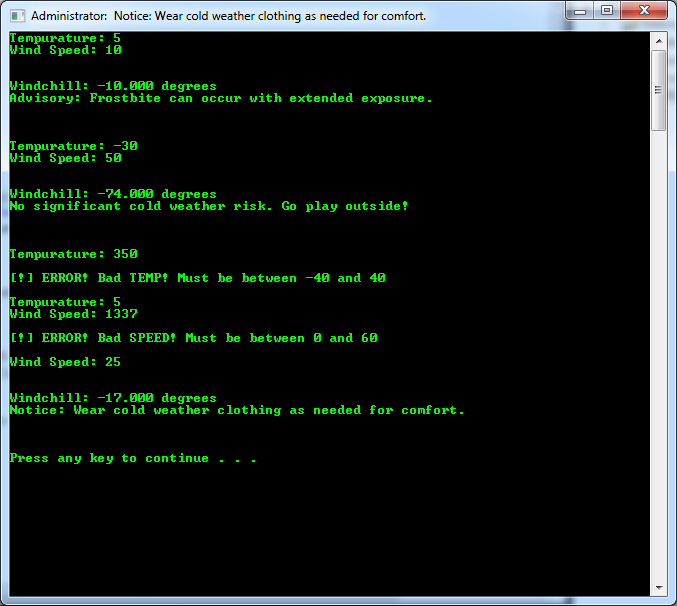 Administrator:  Notice: Wear cold weather clothing as needed for comfort.
Tempurature: 5
Wind Speed: 10
Windchill: -10.000 degrees
Advisory: Frostbite can occur with extended exposure.
Tempurature: -30
Wind Speed: 50
Windchill: -74.000 degrees
No significant cold weather risk. Go play outside!
Tempurature: 350
[!] ERROR! Bad TEMP! Must be between -40 and 40
Tempurature: 5
Wind Speed: 1337
[!] ERROR! Bad SPEED! Must be between 0 and 60
Wind Speed: 25
Windchill: -17.000 degrees
Notice: Wear cold weather clothing as needed for comfort.
Press any key to continue . . .